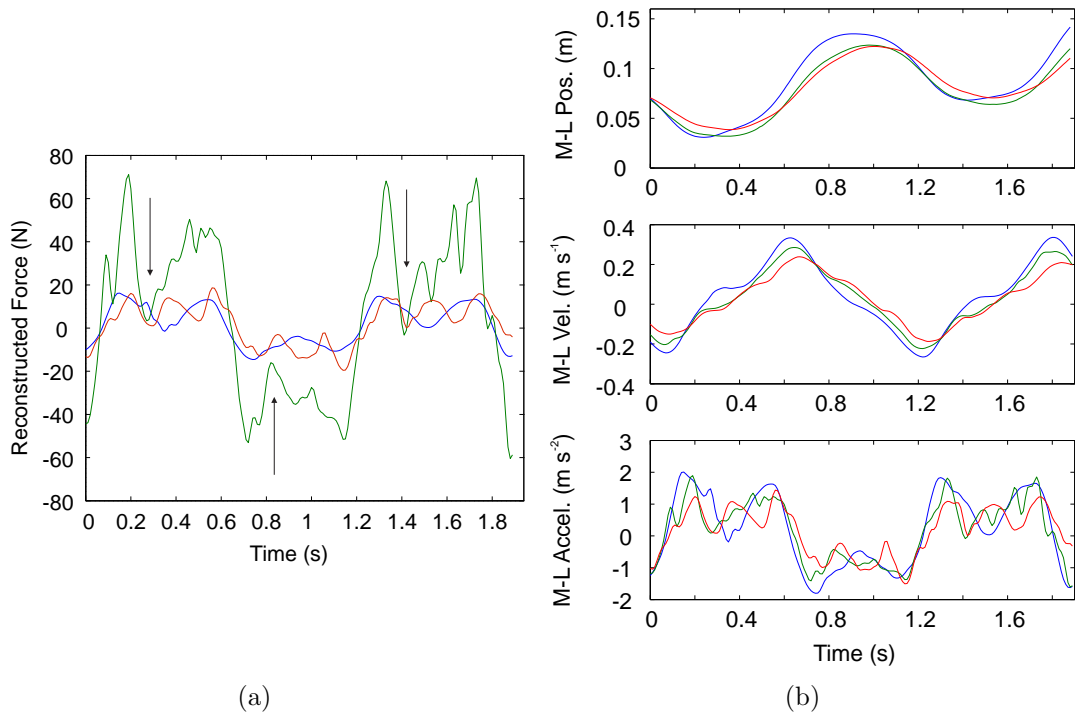 80
60
40
20
0
-20
-40
-60
-80
Reconstructed Force (N)
0 0.2 0.4 0.6 0.8 1 1.2 1.4 1.6 1.8
Time (s)
(a)
0.15
0.1
0.05
0
M-L Pos. (m)
0 0.4 0.8 1.2 1.6
0.4
0.2
0
-0.2
-0.4
M-L Vel. (m s-1)
0 0.4 0.8 1.2 1.6
3
2
1
0
-1
-2
M-L Accel. (m s-2)
0 0.4 0.8 1.2 1.6
Time (s)
(b)